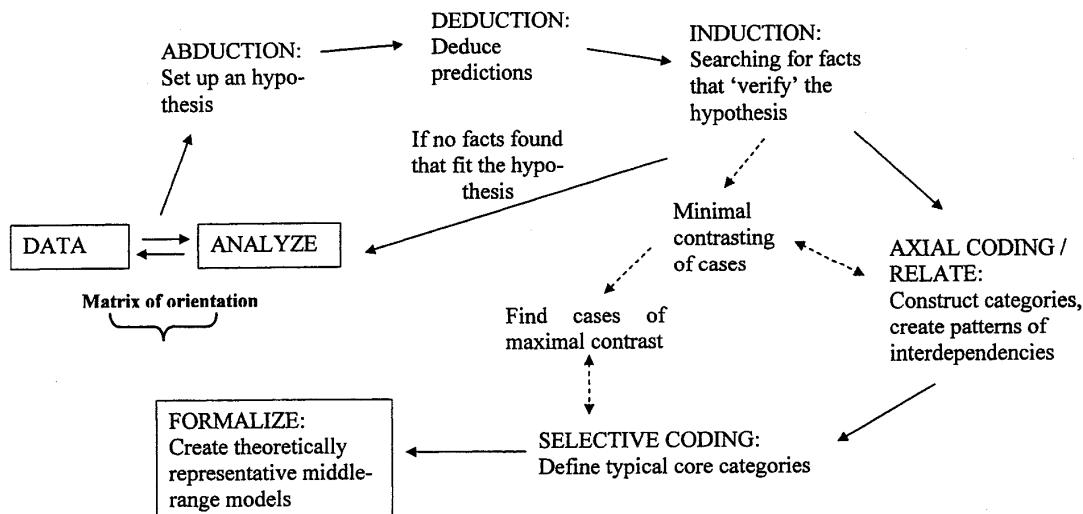 ABDUCTION:
Set up an hypo-
thesis
DEDUCTION:
Deduce
predictions
INDUCTION:
Searching for facts
that ‘verify’ the
hypothesis
If no facts found
that fit the hypo-
thesis
DATA
ANALYZE
Matrix of orientation
Minimal
contrasting
of cases
AXIAL CODING /
RELATE:
Construct categories,
create patterns of
interdependencies
Find cases of
maximal contrast
SELECTIVE CODING:
Define typical core categories
FORMALIZE:
Create theoretically
representative middle-
range models